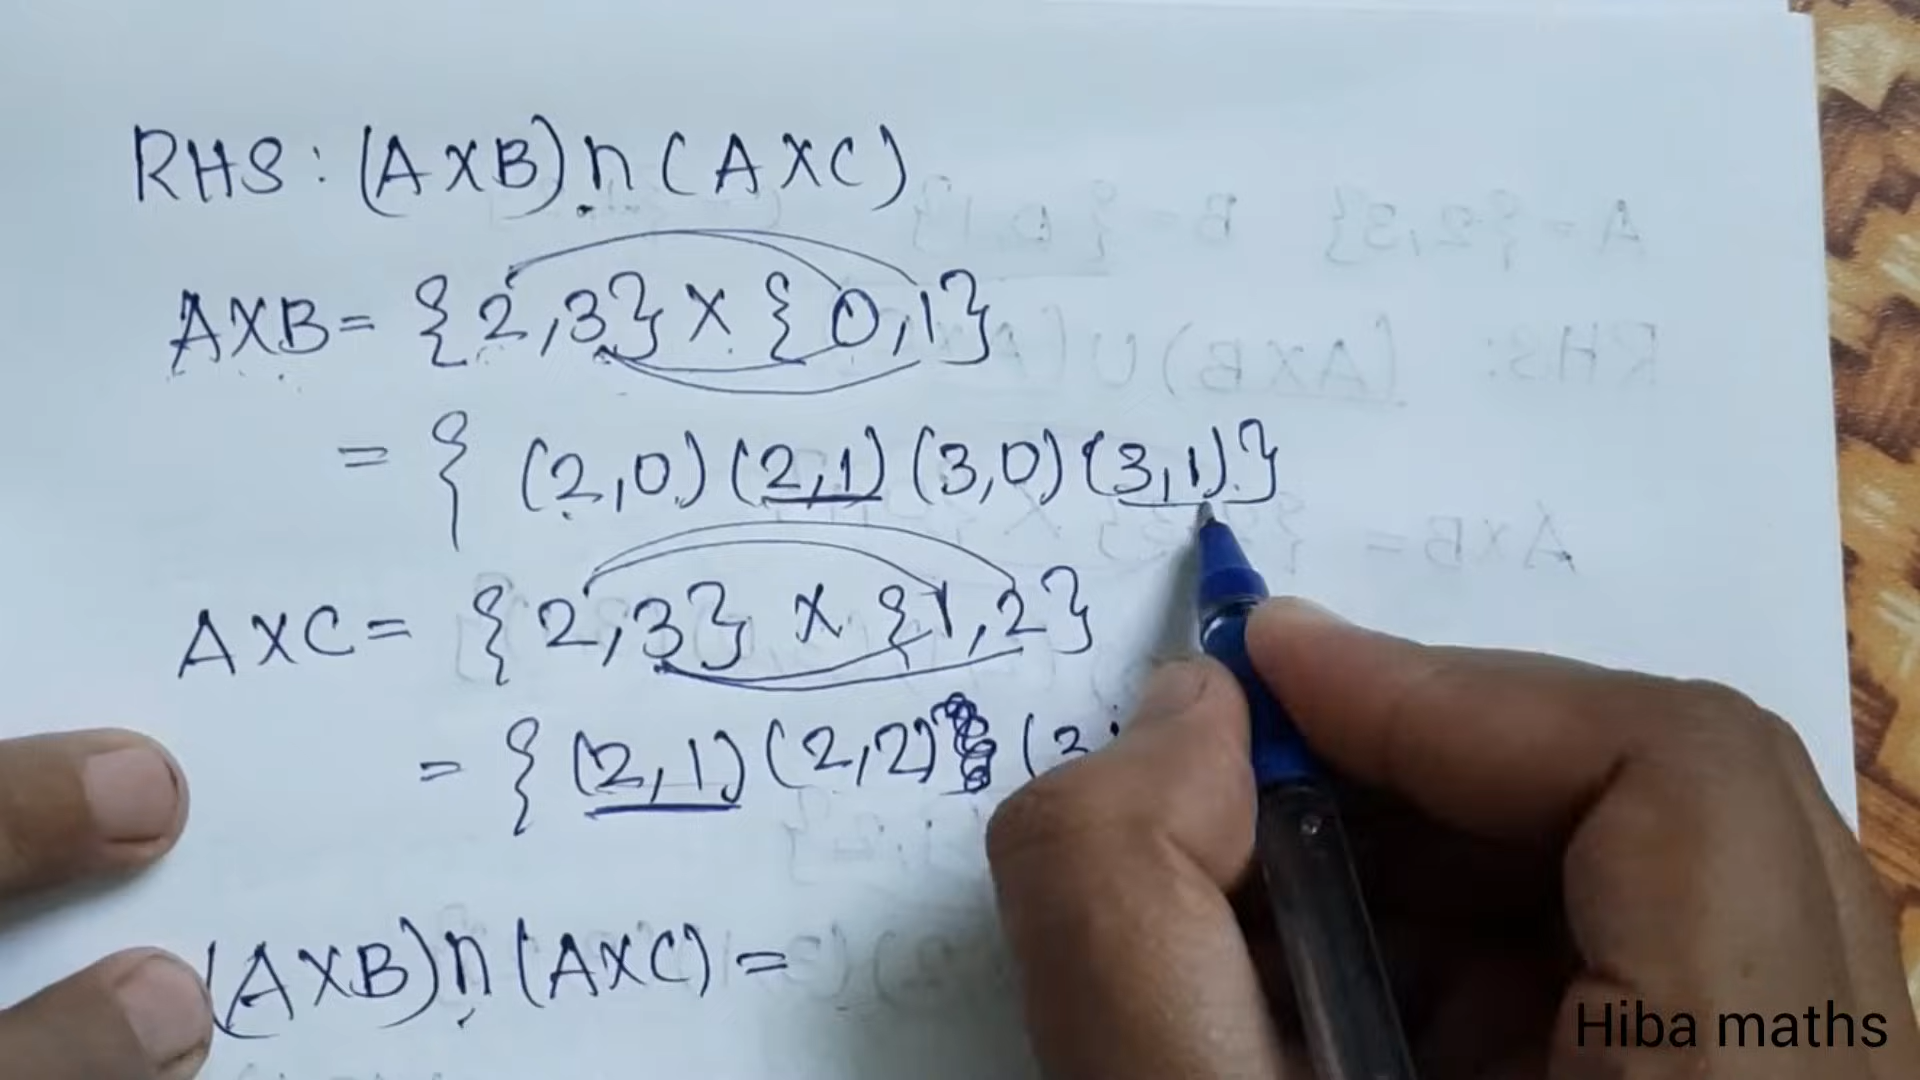 RHS: (A×B)∩(A×C)
A×B= {2,3}×{0,1}
= { (2,0)(2,1)(3,0)(3,1)}
A×C= {2,3} × {1,2}
= {(2,1)(2,2) (3,
(A×B)∩(A×C) =
Hiba maths